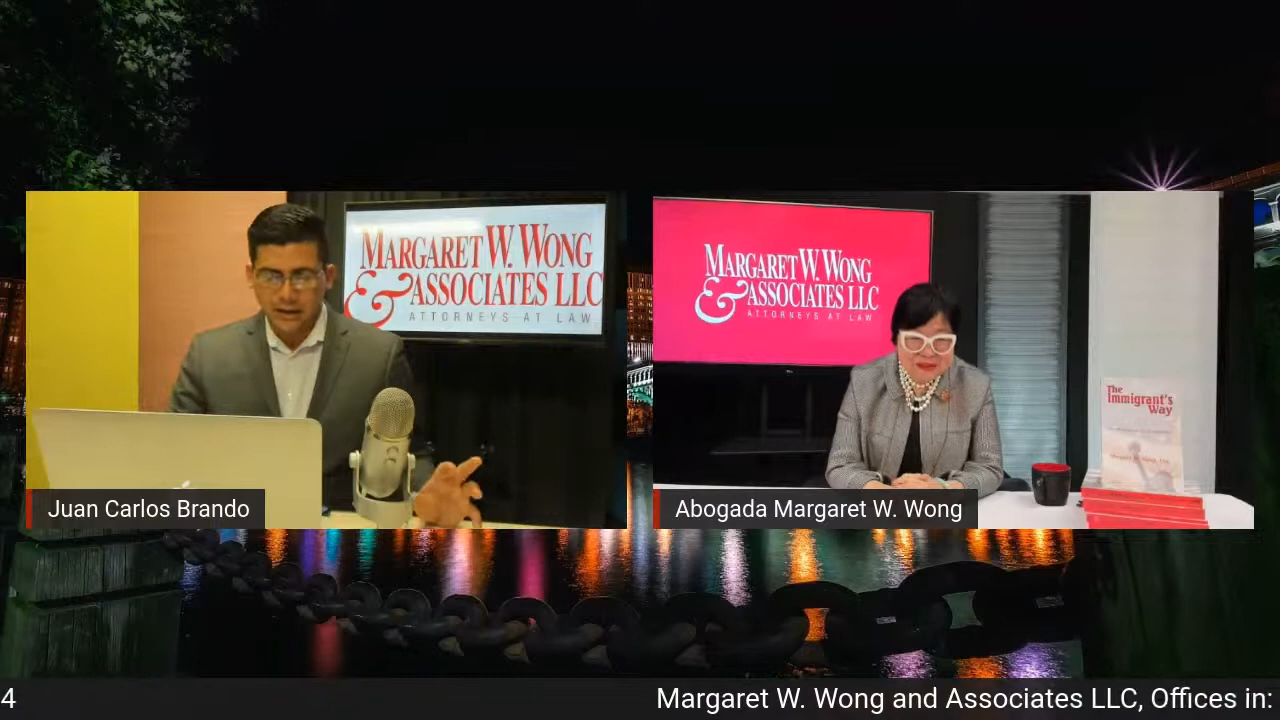 MARGARET W. WONG
& ASSOCIATES LLC
ATTORNEYS AT LAW
MARGARET W. WONG
& ASSOCIATES LLC
ATTORNEYS AT LAW
The
Immigrant's
Way
Juan Carlos Brando
Abogada Margaret W. Wong
4
Margaret W. Wong and Associates LLC, Offices in: